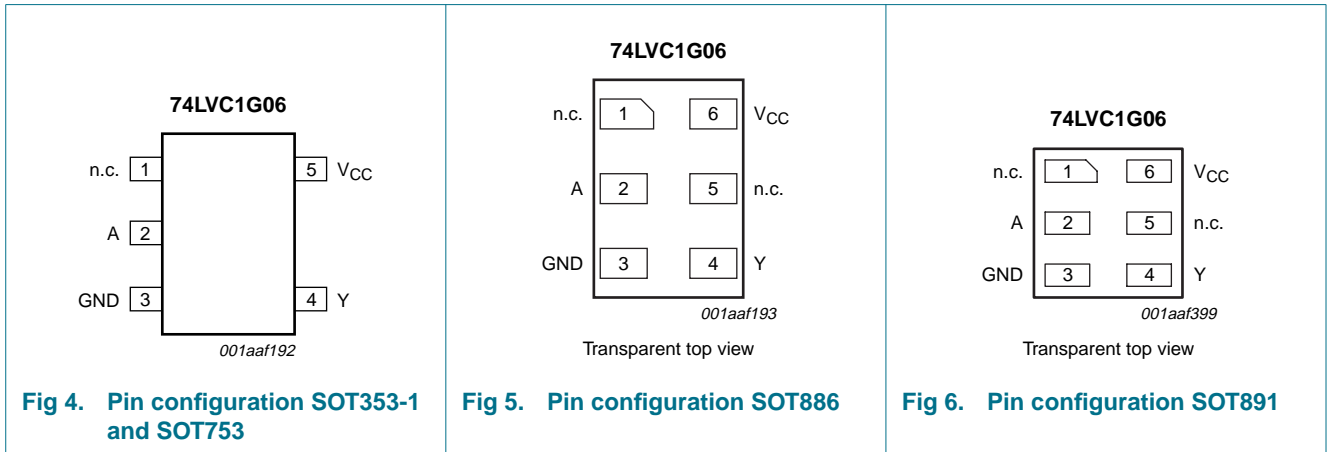 74LVC1G06
n.c. 1 5 VCC
A 2
GND 3 4 Y
001aaf192
Fig 4. Pin configuration SOT353-1
and SOT753
74LVC1G06
n.c. 1 6 VCC
A 2 5 n.c.
GND 3 4 Y
001aaf193
Transparent top view
Fig 5. Pin configuration SOT886
74LVC1G06
n.c. 1 6 VCC
A 2 5 n.c.
GND 3 4 Y
001aaf399
Transparent top view
Fig 6. Pin configuration SOT891